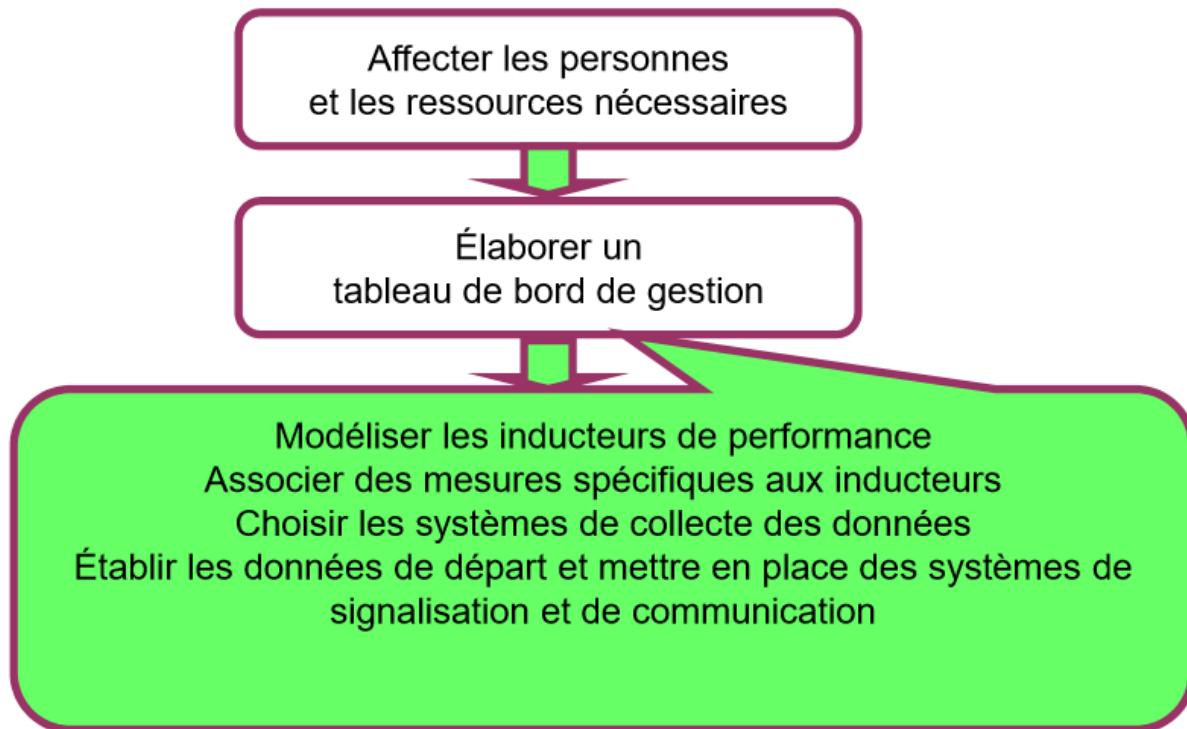 Affecter les personnes
et les ressources nécessaires
Élaborer un
tableau de bord de gestion
Modéliser les inducteurs de performance
Associer des mesures spécifiques aux inducteurs
Choisir les systèmes de collecte des données
Établir les données de départ et mettre en place des systèmes de
signalisation et de communication